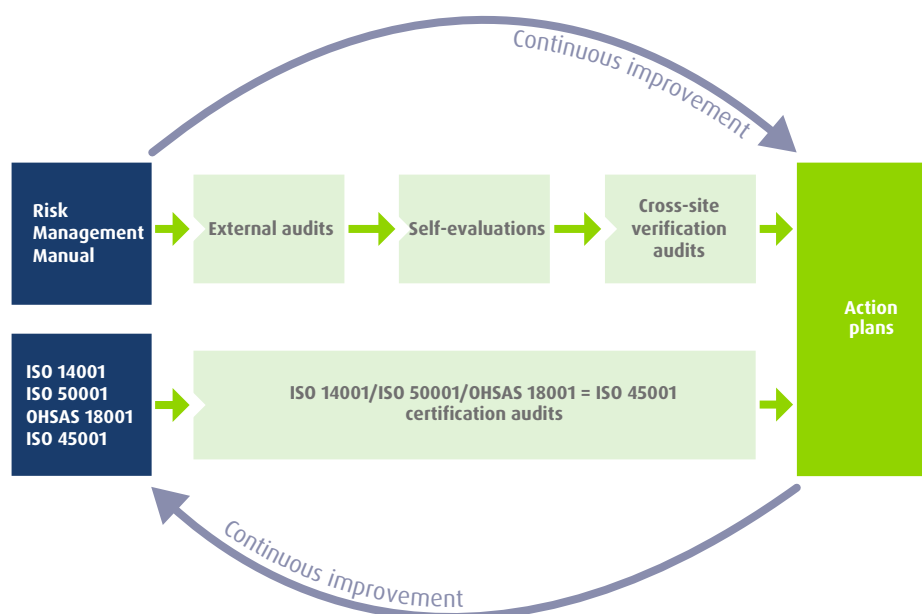 Continuous improvement
Risk
Management
Manual
External audits
Self-evaluations
Cross-site
verification
audits
Action
plans
ISO 14001
ISO 50001
OHSAS 18001
ISO 45001
ISO 14001/ISO 50001/OHSAS 18001 = ISO 45001
certification audits
Continuous improvement